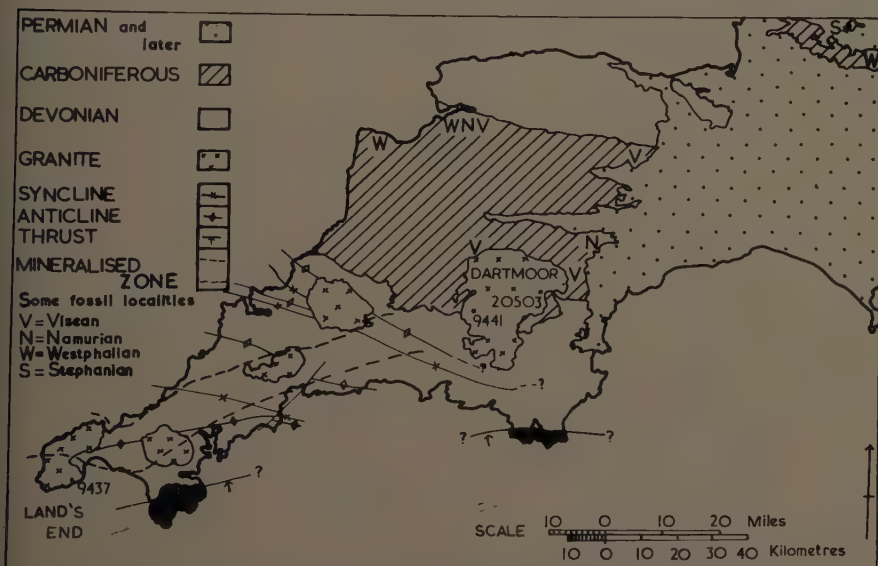 PERMIAN and
later
CARBONIFEROUS
DEVONIAN
GRANITE
SYNCLINE
ANTICLINE
THRUST
MINERALISED
ZONE
Some fossil localities
V = Visean
N = Namurian
W = Westphalian
S = Stephanian
S
S
W
W
WNV
V
V
N
DARTMOOR
V
20503
9441
?
?
? ?
?
9437
LAND'S
END
SCALE
10 0 10 20 Miles
10 0 10 20 30 40 Kilometres